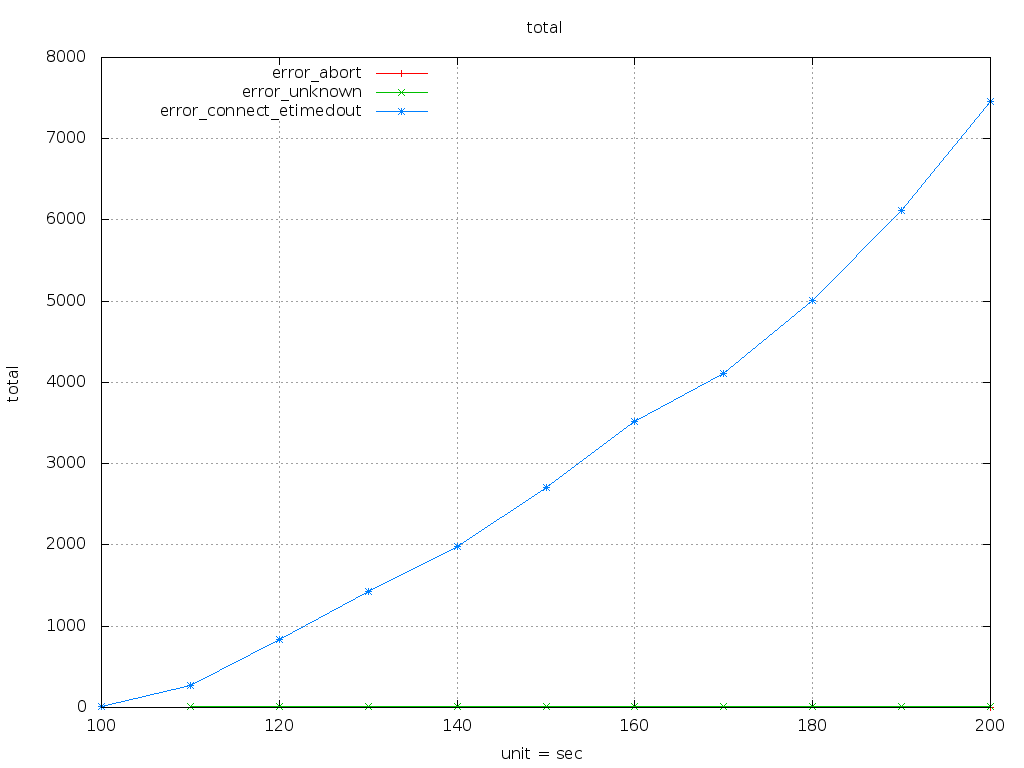 total
8000
7000
6000
5000
4000
3000
2000
1000
0
error_abort
error_unknown
error_connect_etimedout
total
100 120 140 160 180 200
unit = sec